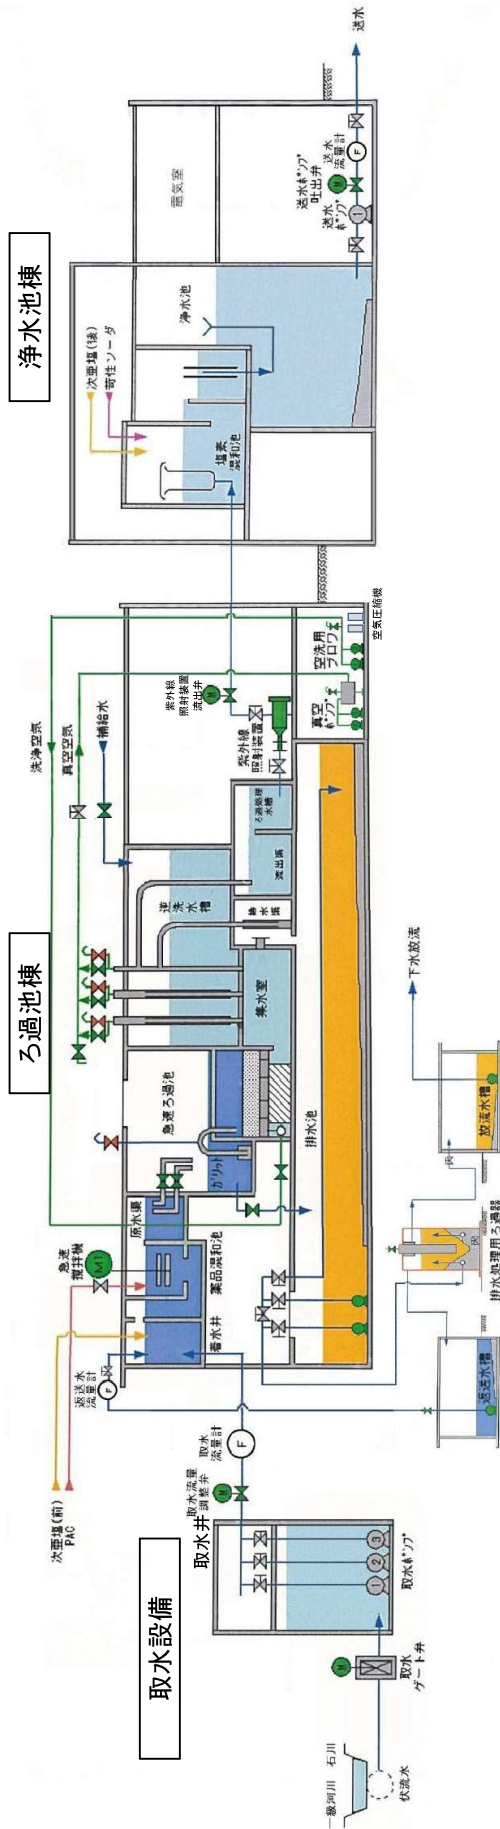 取水設備
一級河川 石川
伏流水
取水
ゲート弁
M
取水井
①
②
③
取水ﾎﾟﾝﾌﾟ
取水流量
調整弁
M
取水
流量計
F
ろ過池棟
次亜塩(前)
PAC
返送水
流量計
F
着水井
急速
撹拌機
M1
薬品混和池
原水渠
急速ろ過池
ガリット
集水室
逆洗水槽
流出渠
ろ過処理
水槽
洗浄空気
真空空気
補給水
紫外線
照射装置
流出弁
M
紫外線
照射装置
真空
ﾎﾟﾝﾌﾟ
空洗用
ブロワ
空気圧縮機
排水池
返送水槽
排水処理用ろ過器
放流水槽
下水放流
浄水池棟
次亜塩(後)
苛性ソーダ
塩素
混和池
浄水池
電気室
送水ﾎﾟﾝﾌﾟ
吐出弁
M
送水
ﾎﾟﾝﾌﾟ
①
送水
流量計
F
送水